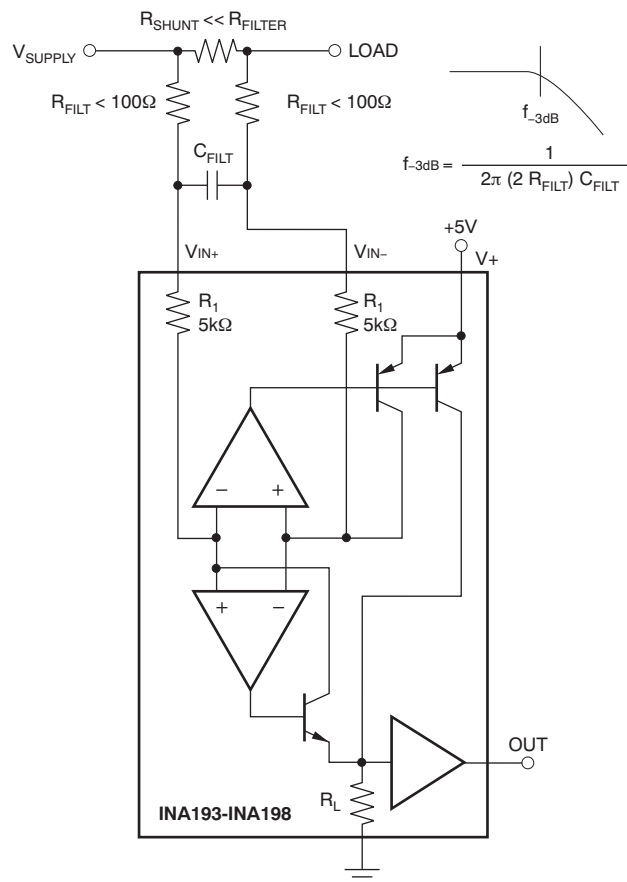 R_SHUNT << R_FILTER
V_SUPPLY
LOAD
R_FILT < 100Ω
R_FILT < 100Ω
C_FILT
f_–3dB
f_–3dB = 1
2π (2 R_FILT) C_FILT
+5V
V+
V_IN+
V_IN–
R_1
5kΩ
R_1
5kΩ
– +
+ –
OUT
R_L
INA193-INA198